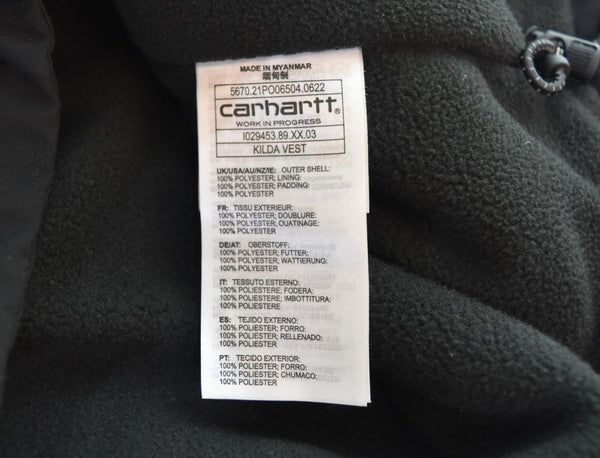 MADE IN MYANMAR
缅甸制
5670.21PO06504.0622
carhartt®
WORK IN PROGRESS
I029453.89.XX.03
KILDA VEST
UK/USA/AU/NZ/IE: OUTER SHELL:
100% POLYESTER; LINING:
100% POLYESTER; PADDING:
100% POLYESTER
FR: TISSU EXTERIEUR:
100% POLYESTER; DOUBLURE:
100% POLYESTER; OUATINAGE:
100% POLYESTER
DE/AT: OBERSTOFF:
100% POLYESTER; FUTTER:
100% POLYESTER; WATTIERUNG:
100% POLYESTER
IT: TESSUTO ESTERNO:
100% POLIESTERE; FODERA:
100% POLIESTERE; IMBOTTITURA:
100% POLIESTERE
ES: TEJIDO EXTERNO:
100% POLIESTER; FORRO:
100% POLIESTER; RELLENADO:
100% POLIESTER
PT: TECIDO EXTERIOR:
100% POLIESTER; FORRO:
100% POLIESTER; CHUMACO:
100% POLIESTER